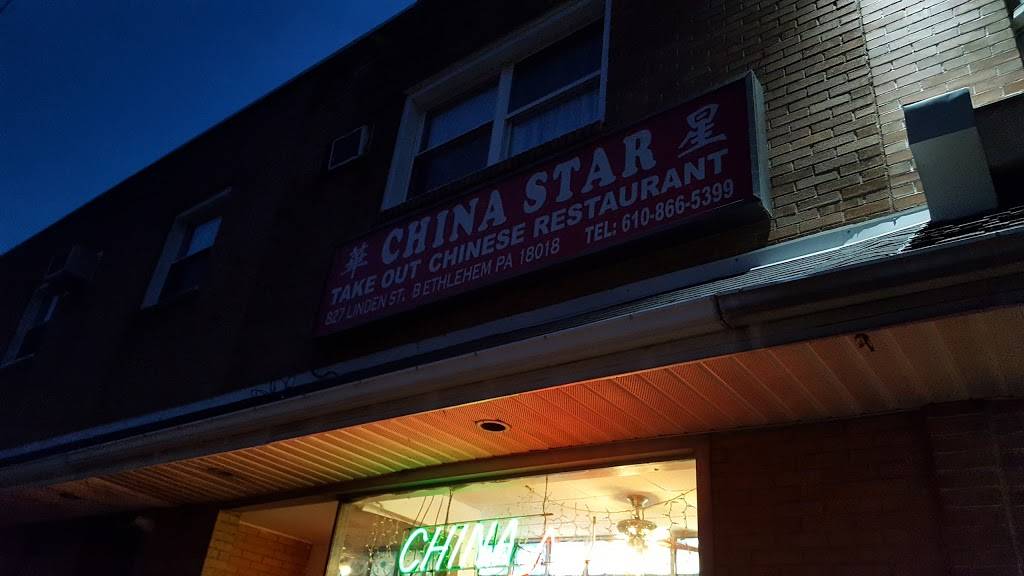 華 CHINA STAR 星
TAKE OUT CHINESE RESTAURANT
827 LINDEN ST, BETHLEHEM PA 18018 TEL: 610-866-5399
CHINA